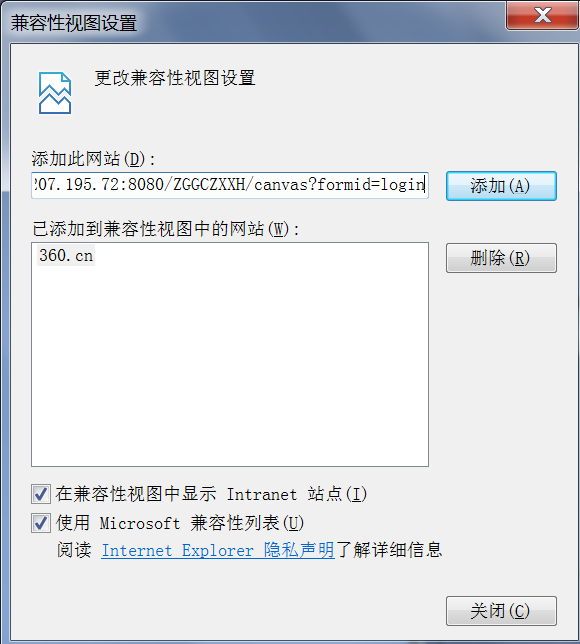 兼容性视图设置
更改兼容性视图设置
添加此网站(D):
207.195.72:8080/ZGGCZXXH/canvas?formid=login
添加(A)
已添加到兼容性视图中的网站(W):
360.cn
删除(R)
在兼容性视图中显示 Intranet 站点(I)
使用 Microsoft 兼容性列表(U)
阅读 Internet Explorer 隐私声明了解详细信息
关闭(C)